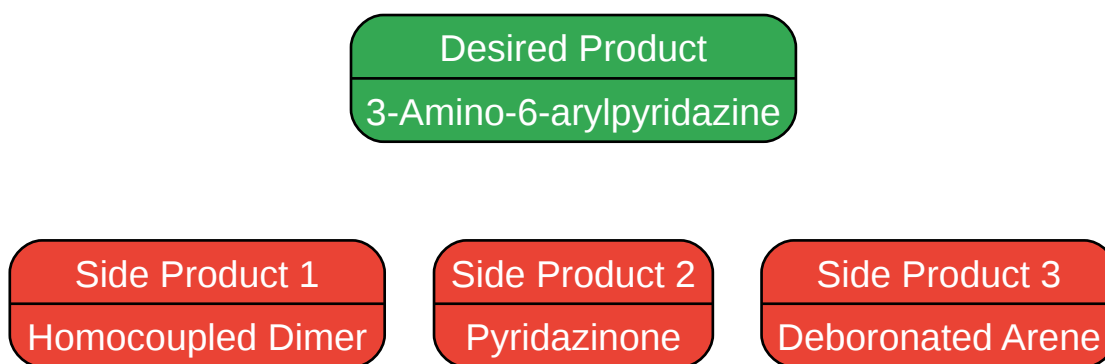 Desired Product
3-Amino-6-arylpyridazine
Side Product 1
Homocoupled Dimer
Side Product 2
Pyridazinone
Side Product 3
Deboronated Arene